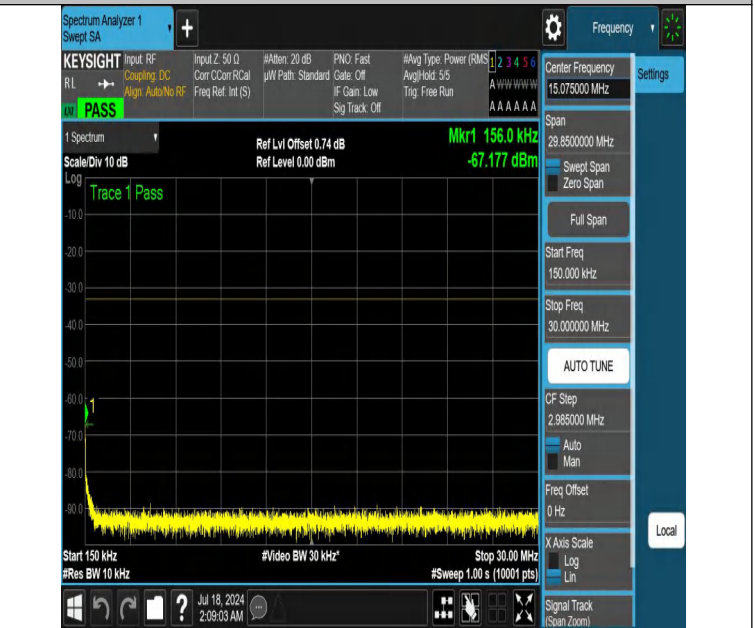 Spectrum Analyzer 1
Swept SA
+
Frequency
KEYSIGHT
RL
PASS
Input: RF
Coupling: DC
Align: Auto/No RF
Input Z: 50 Ω
Corr CCorr RCal
Freq Ref: Int (S)
#Atten: 20 dB
µW Path: Standard
PNO: Fast
Gate: Off
IF Gain: Low
Sig Track: Off
#Avg Type: Power (RMS
Avg|Hold: 5/5
Trig: Free Run
1 2 3 4 5 6
A W W W W W
A A A A A A
1 Spectrum
Scale/Div 10 dB
Ref Lvl Offset 0.74 dB
Ref Level 0.00 dBm
Mkr1 156.0 kHz
-67.177 dBm
Log
Trace 1 Pass
-10.0
-20.0
-30.0
-40.0
-50.0
-60.0
-70.0
-80.0
-90.0
1
Start 150 kHz
#Res BW 10 kHz
#Video BW 30 kHz*
Stop 30.00 MHz
#Sweep 1.00 s (10001 pts)
Center Frequency
15.075000 MHz
Settings
Span
29.8500000 MHz
Swept Span
Zero Span
Full Span
Start Freq
150.000 kHz
Stop Freq
30.000000 MHz
AUTO TUNE
CF Step
2.985000 MHz
Auto
Man
Freq Offset
0 Hz
X Axis Scale
Log
Lin
Local
Signal Track
(Span Zoom)
?
Jul 18, 2024
2:09:03 AM